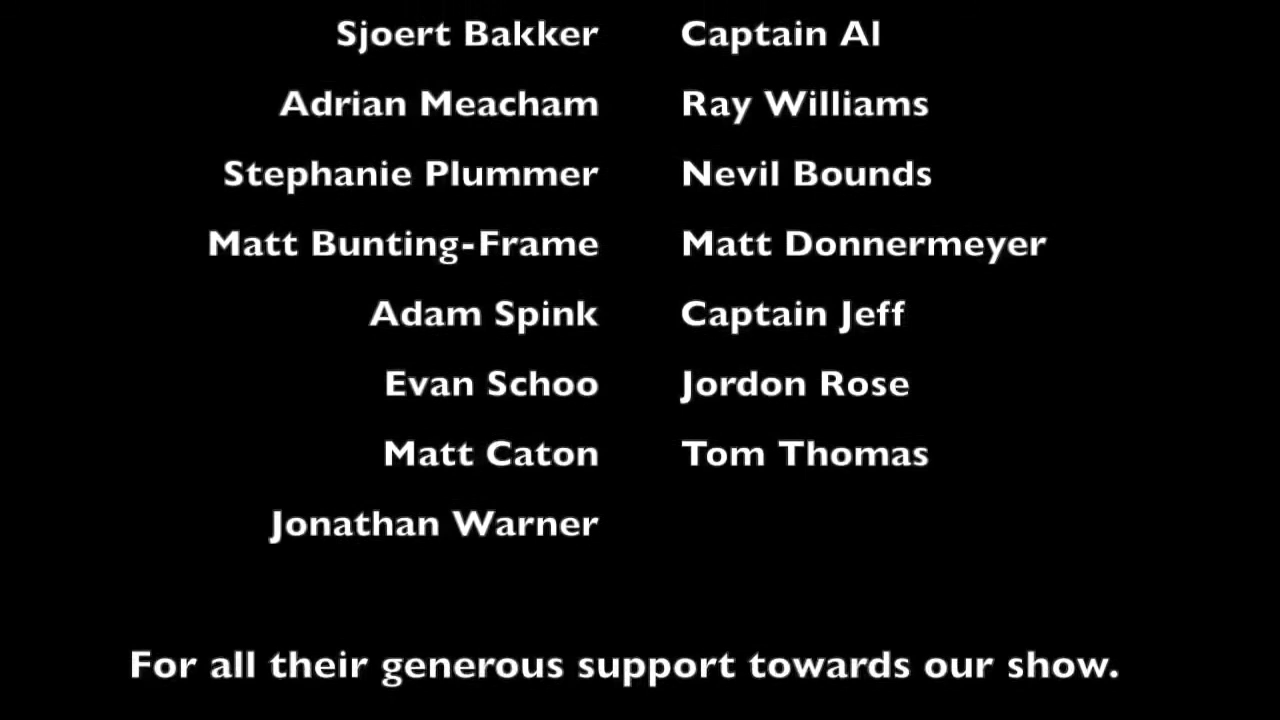 Sjoert Bakker Captain Al
Adrian Meacham Ray Williams
Stephanie Plummer Nevil Bounds
Matt Bunting-Frame Matt Donnermeyer
Adam Spink Captain Jeff
Evan Schoo Jordon Rose
Matt Caton Tom Thomas
Jonathan Warner
For all their generous support towards our show.